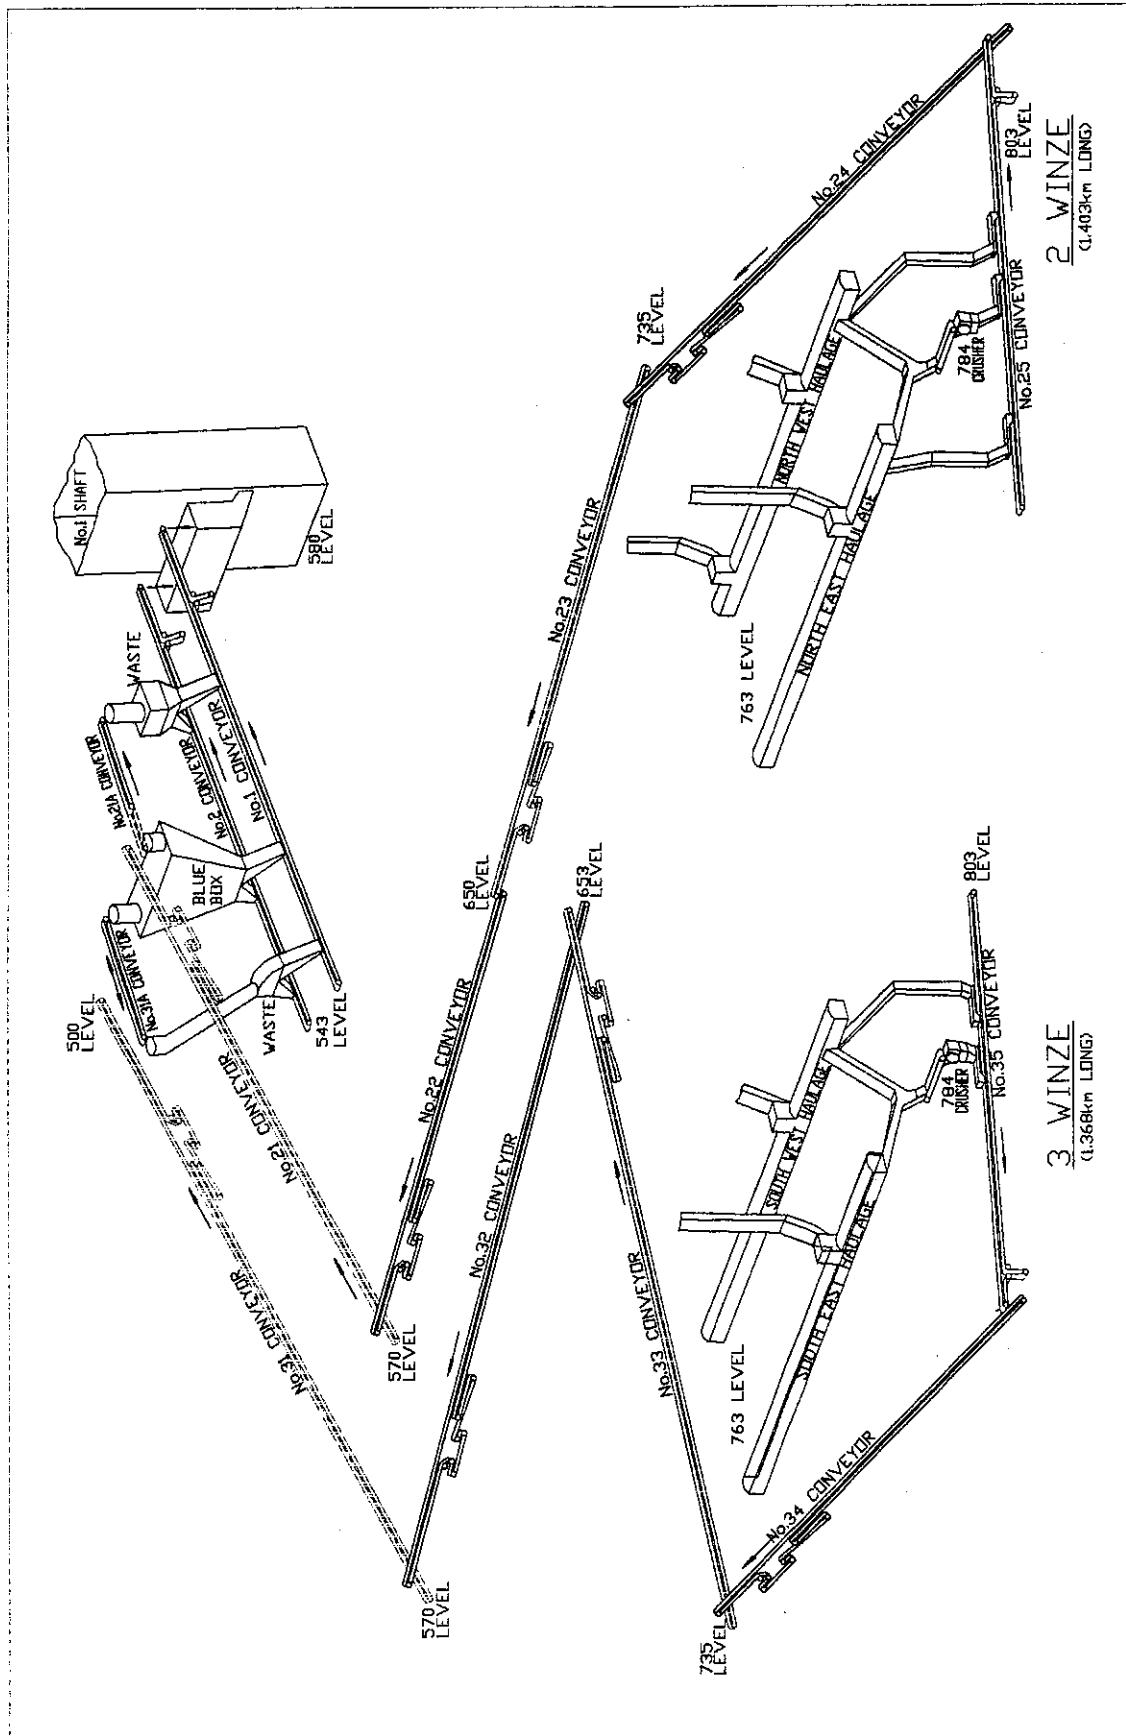 No.1 SHAFT
580
LEVEL
WASTE
No.21A CONVEYOR
No.2 CONVEYOR
No.1 CONVEYOR
BLUE
BOX
No.31A CONVEYOR
WASTE
543
LEVEL
500
LEVEL
No.21 CONVEYOR
No.31 CONVEYOR
570
LEVEL
570
LEVEL
No.22 CONVEYOR
650
LEVEL
No.23 CONVEYOR
735
LEVEL
No.24 CONVEYOR
803
LEVEL
No.25 CONVEYOR
784
CRUSHER
NORTH WEST HAULAGE
NORTH EAST HAULAGE
763 LEVEL
2 WINZE
(1.403km LONG)
No.32 CONVEYOR
653
LEVEL
No.33 CONVEYOR
735
LEVEL
No.34 CONVEYOR
803
LEVEL
No.35 CONVEYOR
784
CRUSHER
SOUTH WEST HAULAGE
SOUTH EAST HAULAGE
763 LEVEL
3 WINZE
(1.368km LONG)